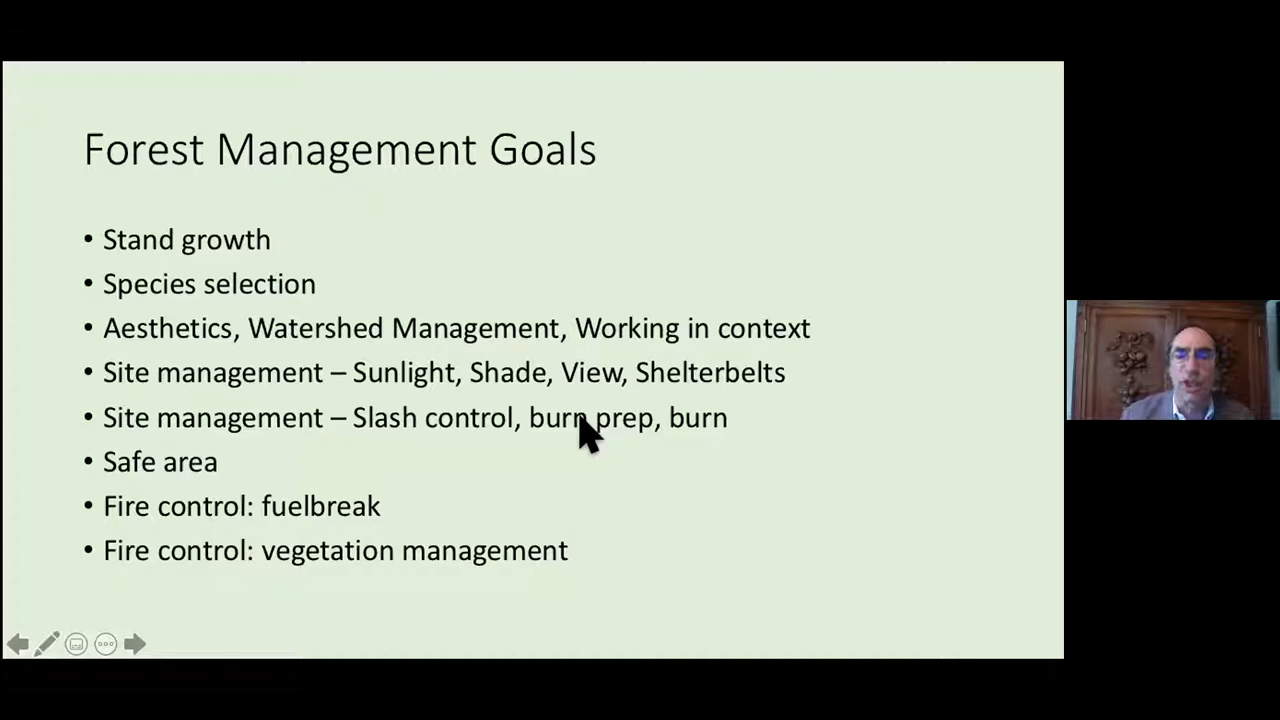 Forest Management Goals
• Stand growth
• Species selection
• Aesthetics, Watershed Management, Working in context
• Site management – Sunlight, Shade, View, Shelterbelts
• Site management – Slash control, burn prep, burn
• Safe area
• Fire control: fuelbreak
• Fire control: vegetation management